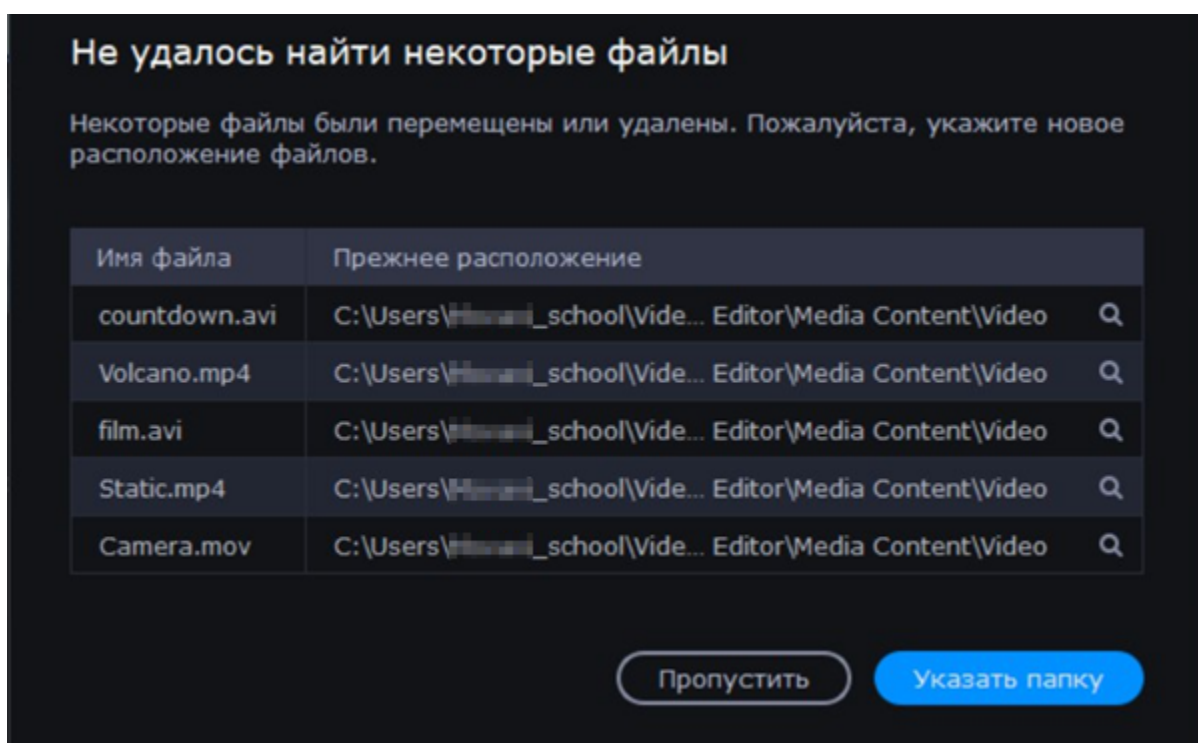 Не удалось найти некоторые файлы
Некоторые файлы были перемещены или удалены. Пожалуйста, укажите новое
расположение файлов.
Имя файла Прежнее расположение
countdown.avi C:\Users\ _school\Vide... Editor\Media Content\Video
Volcano.mp4 C:\Users\ _school\Vide... Editor\Media Content\Video
film.avi C:\Users\ _school\Vide... Editor\Media Content\Video
Static.mp4 C:\Users\ _school\Vide... Editor\Media Content\Video
Camera.mov C:\Users\ _school\Vide... Editor\Media Content\Video
Пропустить Указать папку